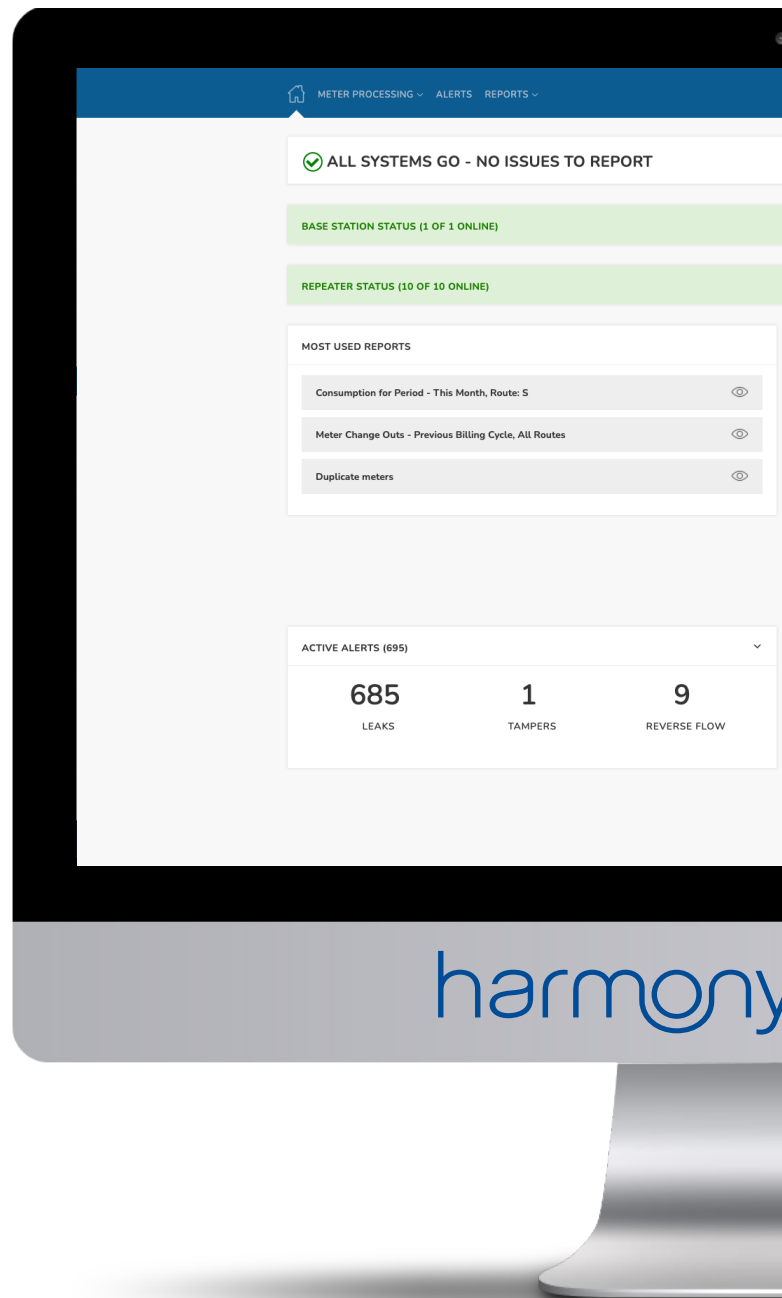 METER PROCESSING ALERTS REPORTS
ALL SYSTEMS GO - NO ISSUES TO REPORT
BASE STATION STATUS (1 OF 1 ONLINE)
REPEATER STATUS (10 OF 10 ONLINE)
MOST USED REPORTS
Consumption for Period - This Month, Route: S
Meter Change Outs - Previous Billing Cycle, All Routes
Duplicate meters
ACTIVE ALERTS (695)
685 1 9
LEAKS TAMPERS REVERSE FLOW
harmony